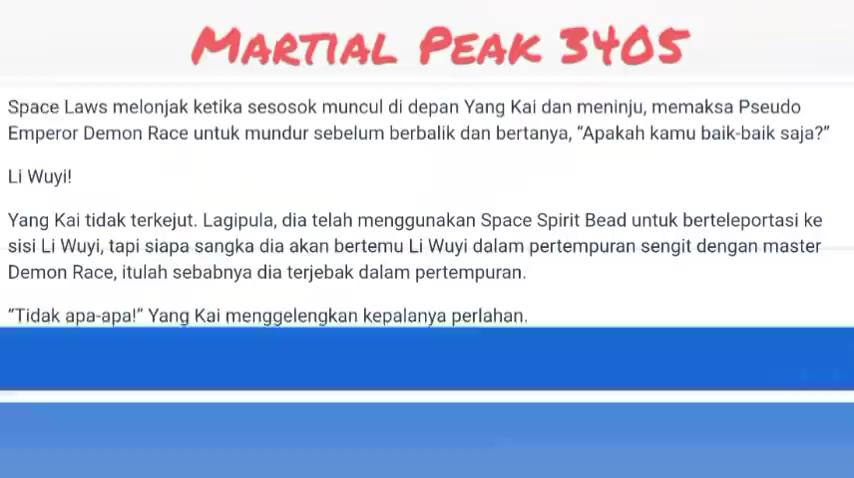 MARTIAL PEAK 3405
Space Laws melonjak ketika sesosok muncul di depan Yang Kai dan meninju, memaksa Pseudo
Emperor Demon Race untuk mundur sebelum berbalik dan bertanya, “Apakah kamu baik-baik saja?”
Li Wuyi!
Yang Kai tidak terkejut. Lagipula, dia telah menggunakan Space Spirit Bead untuk berteleportasi ke
sisi Li Wuyi, tapi siapa sangka dia akan bertemu Li Wuyi dalam pertempuran sengit dengan master
Demon Race, itulah sebabnya dia terjebak dalam pertempuran.
“Tidak apa-apa!” Yang Kai menggelengkan kepalanya perlahan.